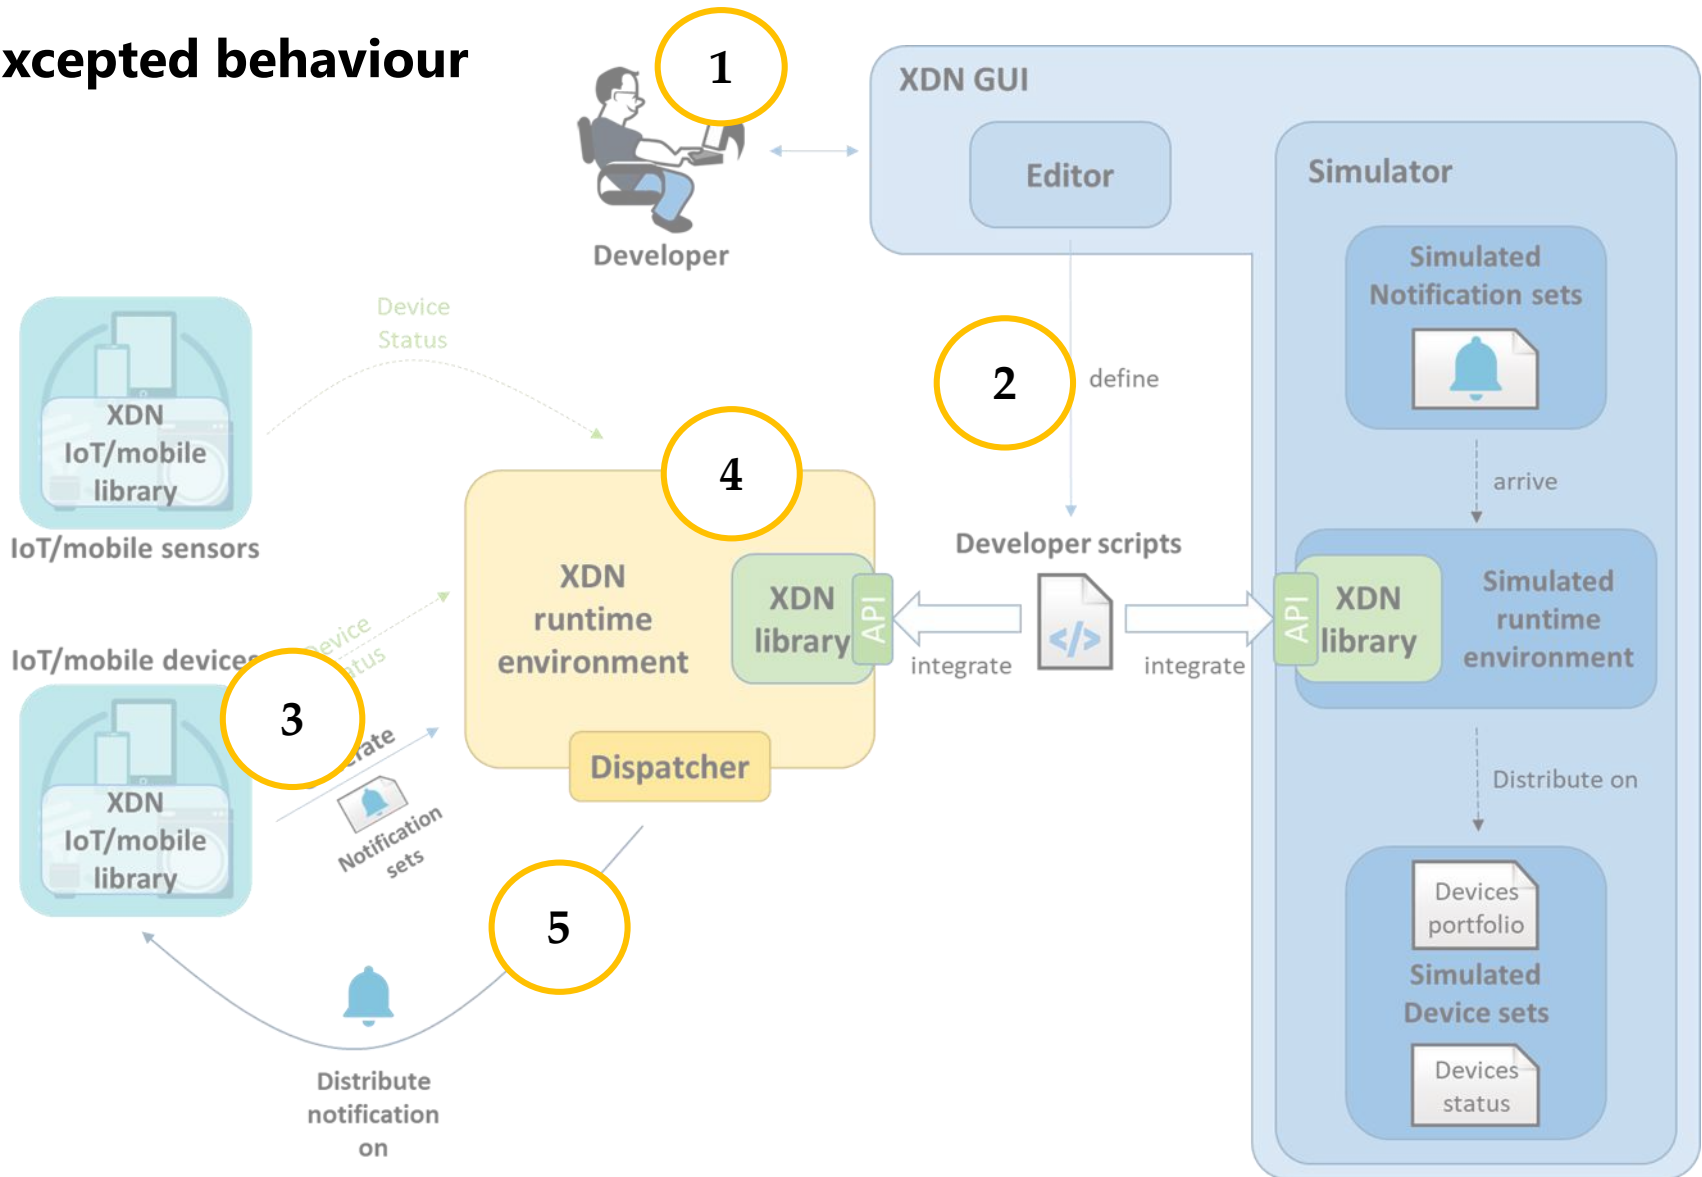 xcepted behaviour
1
XDN GUI
Editor
Simulator
Developer
Simulated
Notification sets
Device
Status
2
define
arrive
XDN
IoT/mobile
library
IoT/mobile sensors
4
XDN
runtime
environment
XDN
library
API
Developer scripts
</>
integrate
integrate
API
XDN
library
Simulated
runtime
environment
IoT/mobile devices
Device
Status
3
Notification
sets
XDN
IoT/mobile
library
Dispatcher
Distribute on
5
Devices
portfolio
Simulated
Device sets
Devices
status
Distribute
notification
on